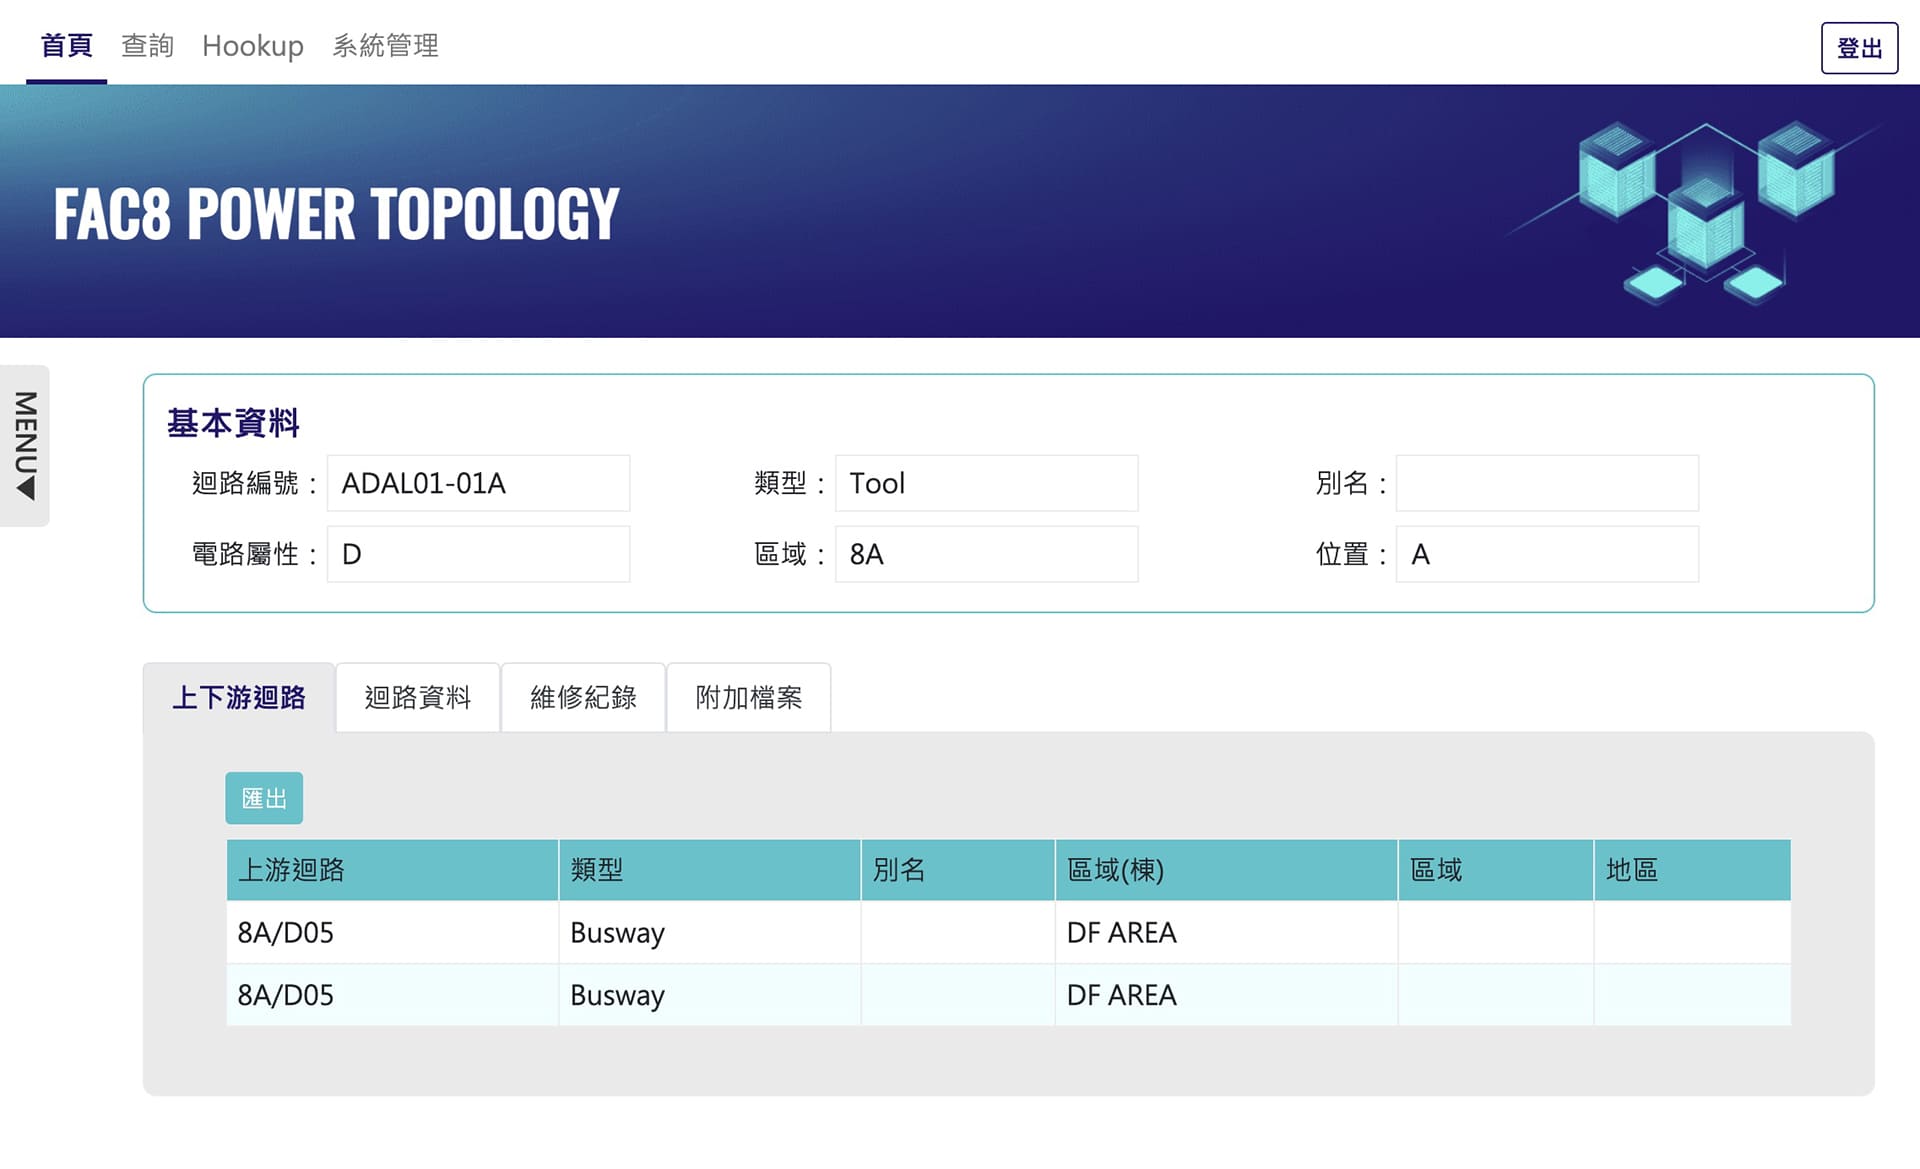 首頁 查詢 Hookup 系統管理 登出
FAC8 POWER TOPOLOGY
MENU
基本資料
迴路編號： ADAL01-01A 類型： Tool 別名：
電路屬性： D 區域： 8A 位置： A
上下游迴路 迴路資料 維修紀錄 附加檔案
匯出
上游迴路 類型 別名 區域(棟) 區域 地區
8A/D05 Busway DF AREA
8A/D05 Busway DF AREA